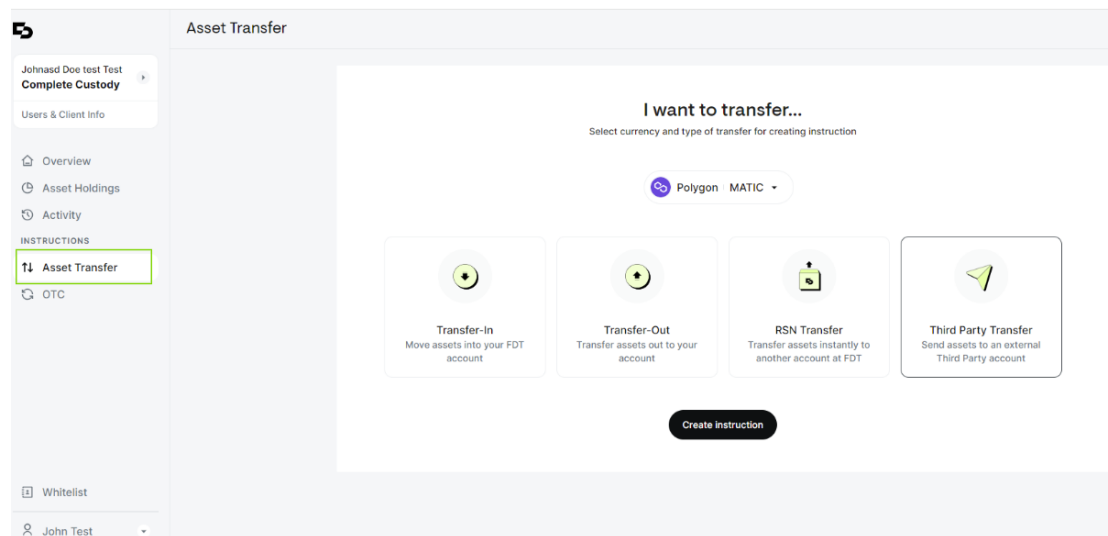 Asset Transfer
Johnasd Doe test Test
Complete Custody
Users & Client Info
Overview
Asset Holdings
Activity
INSTRUCTIONS
Asset Transfer
OTC
Whitelist
John Test
I want to transfer...
Select currency and type of transfer for creating instruction
Polygon MATIC
Transfer-In
Move assets into your FDT
account
Transfer-Out
Transfer assets out to your
account
RSN Transfer
Transfer assets instantly to
another account at FDT
Third Party Transfer
Send assets to an external
Third Party account
Create instruction